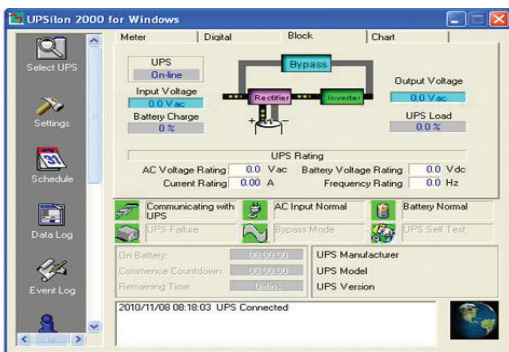 UPSilon 2000 for Windows
Meter Digital Block Chart
Select UPS
Settings
Schedule
31
Data Log
Event Log
UPS
On-line
Input Voltage
0.0 Vac
Battery Charge
0 %
Bypass
Rectifier
Inverter
+ -
Output Voltage
0.0 Vac
UPS Load
0.0 %
UPS Rating
AC Voltage Rating 0.0 Vac Battery Voltage Rating 0.0 Vdc
Current Rating 0.00 A Frequency Rating 0.0 Hz
Communicating with UPS
AC Input Normal
Battery Normal
UPS Failure
Bypass Mode
UPS Self Test
On Battery: 00:00:00
Commence Countdown: 00:00:00
Remaining Time:
UPS Manufacturer
UPS Model
UPS Version
2010/11/08 08:18:03 UPS Connected